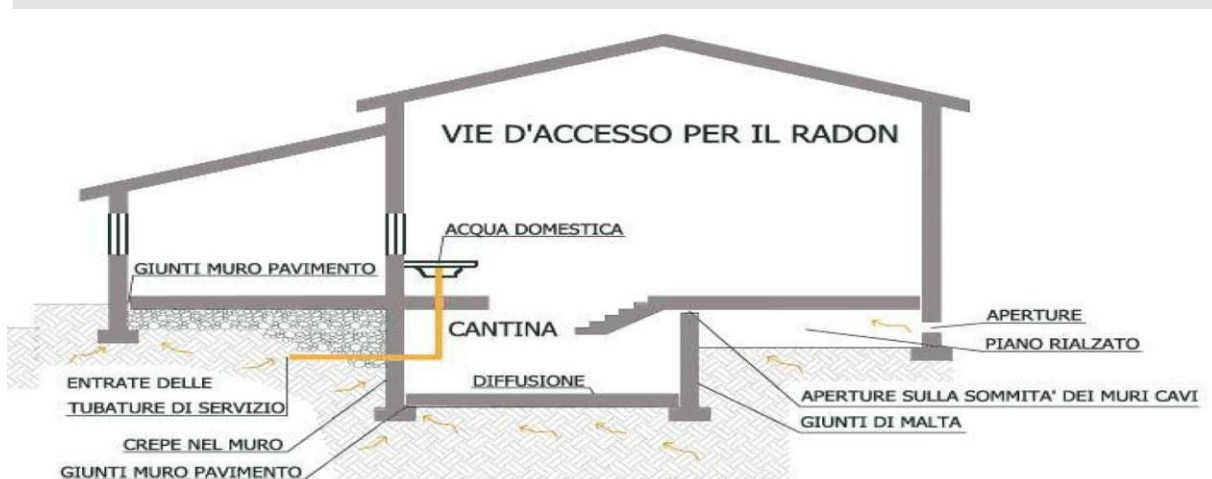 VIE D'ACCESSO PER IL RADON
ACQUA DOMESTICA
GIUNTI MURO PAVIMENTO
CANTINA
APERTURE
PIANO RIALZATO
ENTRATE DELLE
TUBATURE DI SERVIZIO
DIFFUSIONE
APERTURE SULLA SOMMITA' DEI MURI CAVI
GIUNTI DI MALTA
CREPE NEL MURO
GIUNTI MURO PAVIMENTO